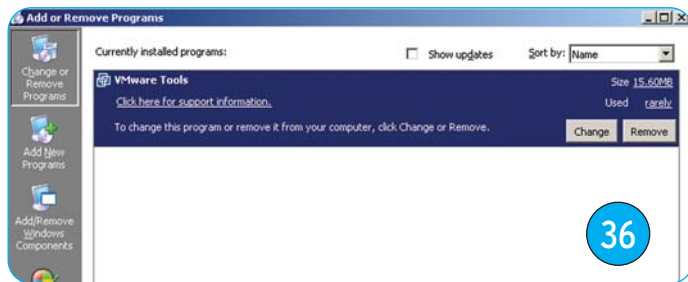 Add or Remove Programs
Change or
Remove
Programs
Currently installed programs:
Show updates
Sort by: Name
VMware Tools
Size 15.60MB
Click here for support information.
Used rarely
To change this program or remove it from your computer, click Change or Remove.
Change
Remove
Add New
Programs
Add/Remove
Windows
Components
36